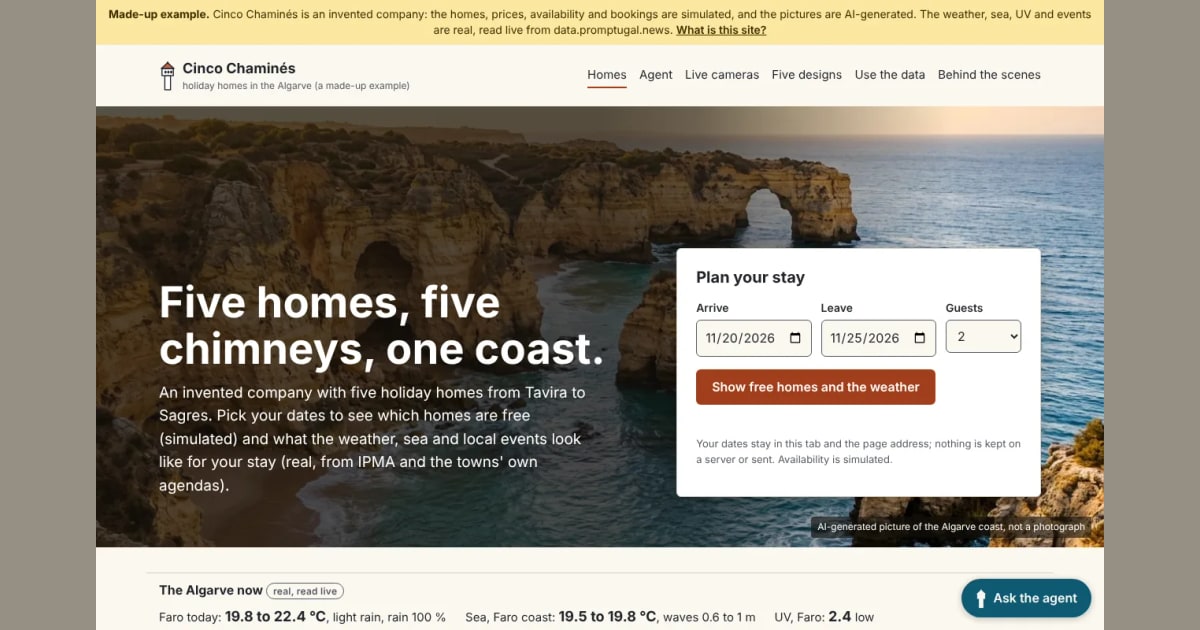 Made-up example. Cinco Chaminés is an invented company: the homes, prices, availability and bookings are simulated, and the pictures are AI-generated. The weather, sea, UV and events
are real, read live from data.promptugal.news. What is this site?
Cinco Chaminés
holiday homes in the Algarve (a made-up example)
Homes Agent Live cameras Five designs Use the data Behind the scenes
Five homes, five
chimneys, one coast.
An invented company with five holiday homes from Tavira to
Sagres. Pick your dates to see which homes are free
(simulated) and what the weather, sea and local events look
like for your stay (real, from IPMA and the towns' own
agendas).
Plan your stay
Arrive Leave Guests
11/20/2026 11/25/2026 2
Show free homes and the weather
Your dates stay in this tab and the page address; nothing is kept on
a server or sent. Availability is simulated.
AI-generated picture of the Algarve coast, not a photograph
The Algarve now real, read live
Faro today: 19.8 to 22.4 °C, light rain, rain 100 % Sea, Faro coast: 19.5 to 19.8 °C, waves 0.6 to 1 m UV, Faro: 2.4 low
Ask the agent